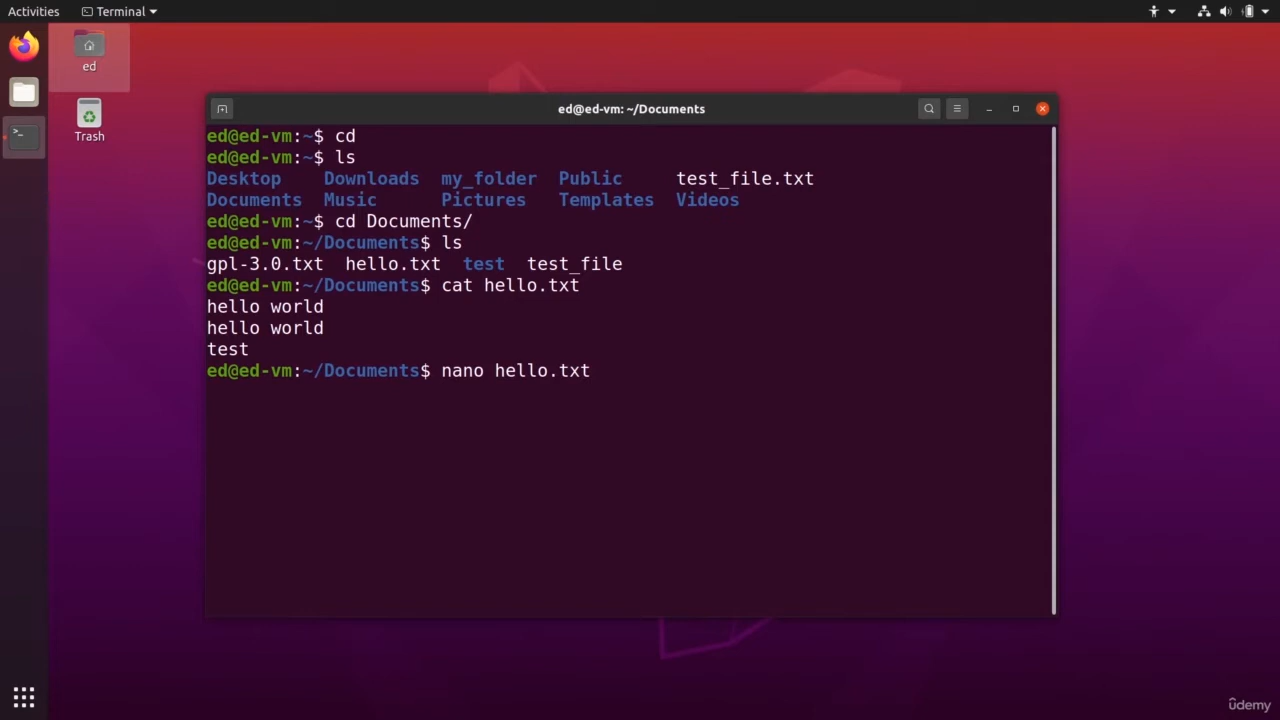 Activities Terminal
ed
Trash
ed@ed-vm: ~/Documents
ed@ed-vm:~$ cd
ed@ed-vm:~$ ls
Desktop Downloads my_folder Public test_file.txt
Documents Music Pictures Templates Videos
ed@ed-vm:~$ cd Documents/
ed@ed-vm:~/Documents$ ls
gpl-3.0.txt hello.txt test test_file
ed@ed-vm:~/Documents$ cat hello.txt
hello world
hello world
test
ed@ed-vm:~/Documents$ nano hello.txt
ûdemy